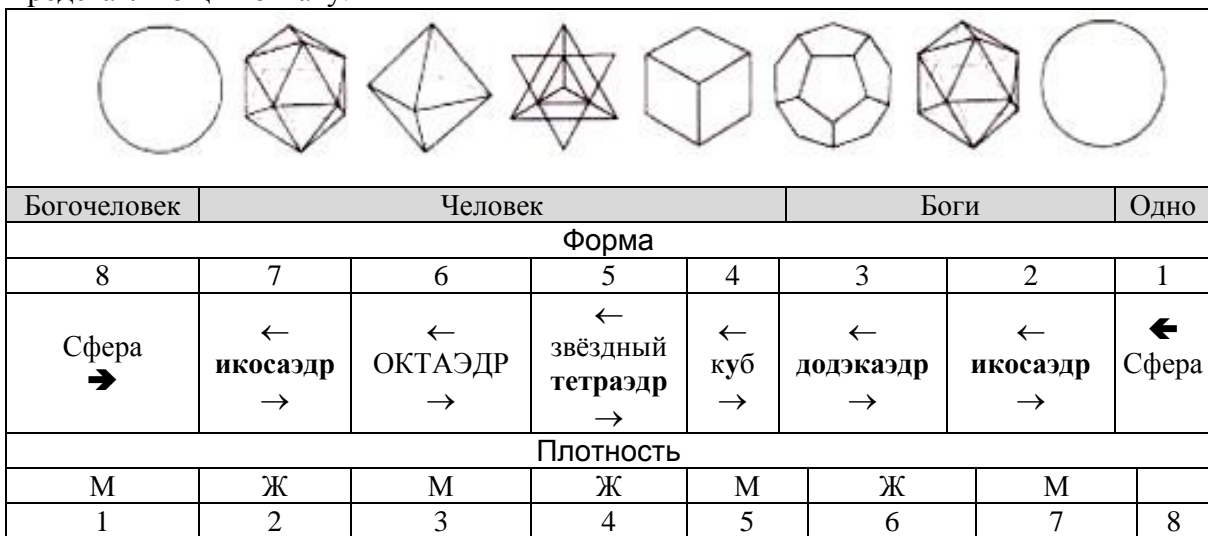 Богочеловек Человек Боги Одно
Форма
8 7 6 5 4 3 2 1
Сфера → ← икосаэдр → ← ОКТАЭДР → ← звёздный тетраэдр → ← куб → ← додэкаэдр → ← икосаэдр → ← Сфера
Плотность
М Ж М Ж М Ж М
1 2 3 4 5 6 7 8